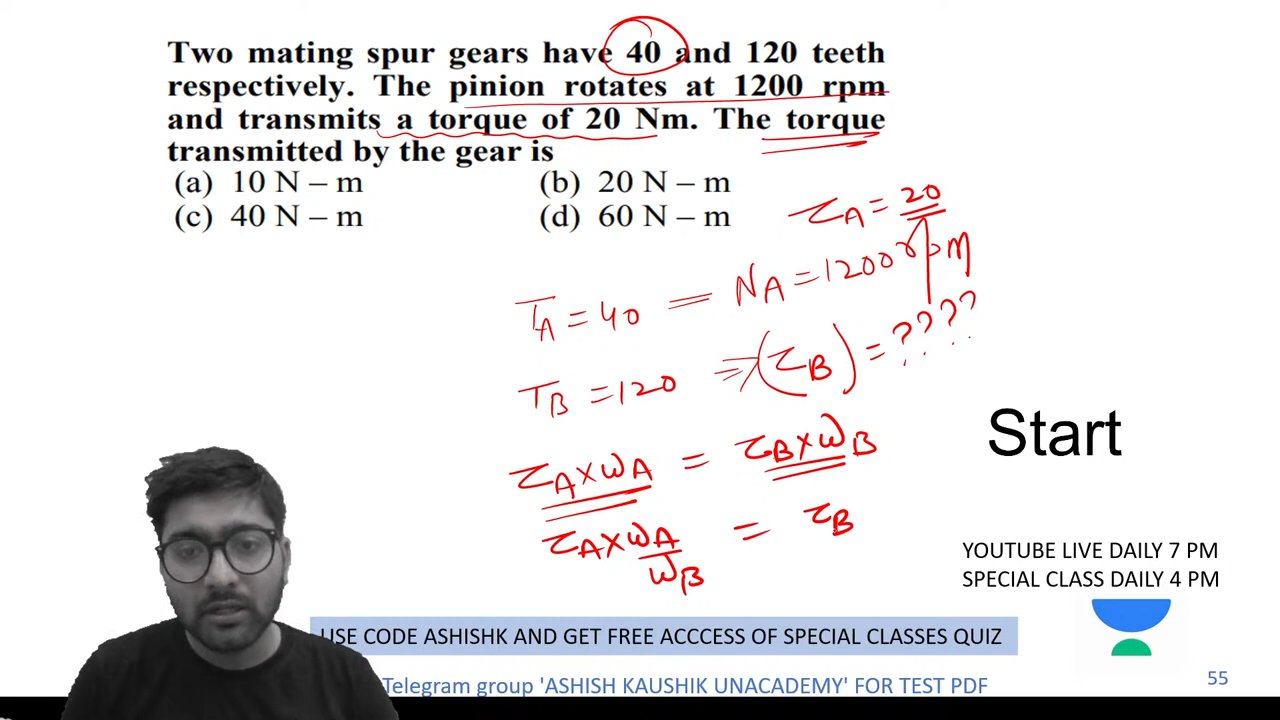 Two mating spur gears have 40 and 120 teeth
respectively. The pinion rotates at 1200 rpm
and transmits a torque of 20 Nm. The torque
transmitted by the gear is
(a) 10 N – m (b) 20 N – m
(c) 40 N – m (d) 60 N – m
τA = 20
TA = 40 = NA = 1200 rpm
TB = 120 ⇒ (τB) = ????
τA×ωA = τB×ωB
τA×ωA/ωB = τB
Start
YOUTUBE LIVE DAILY 7 PM
SPECIAL CLASS DAILY 4 PM
USE CODE ASHISHK AND GET FREE ACCCESS OF SPECIAL CLASSES QUIZ
Telegram group 'ASHISH KAUSHIK UNACADEMY' FOR TEST PDF
55